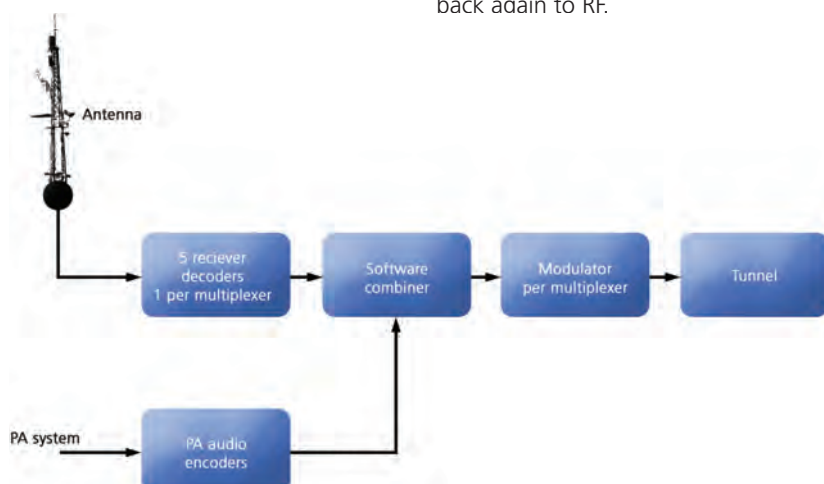 back again to RF.
Antenna
5 reciever
decoders
1 per multiplexer
Software
combiner
Modulator
per multiplexer
Tunnel
PA system
PA audio
encoders